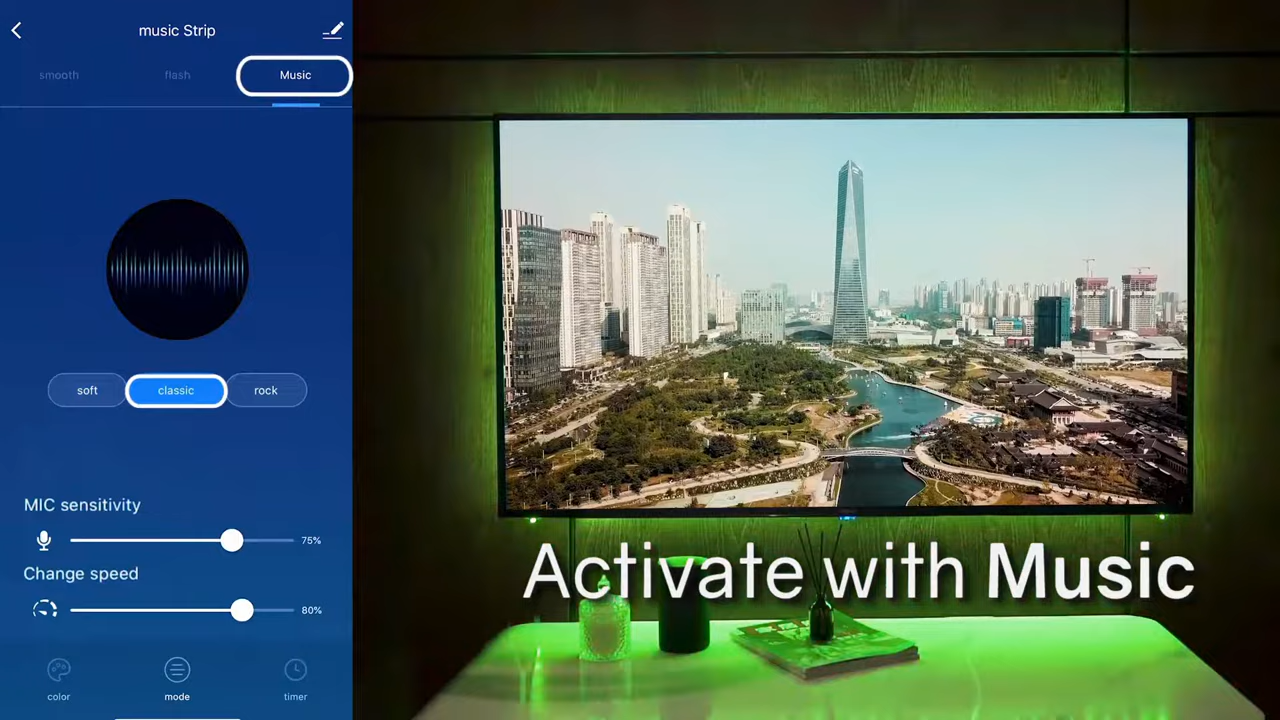 music Strip
smooth
flash
Music
soft
classic
rock
MIC sensitivity
75%
Change speed
80%
color
mode
timer
Activate with Music